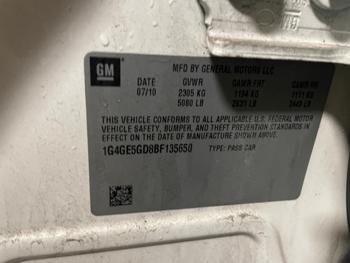 GM
MFD BY GENERAL MOTORS LLC
DATE GVWR GAWR FRT GAWR RR
07/10 2305 KG 1194 KG 1111 KG
5080 LB 2631 LB 2449 LB
THIS VEHICLE CONFORMS TO ALL APPLICABLE U.S. FEDERAL MOTOR
VEHICLE SAFETY, BUMPER, AND THEFT PREVENTION STANDARDS IN
EFFECT ON THE DATE OF MANUFACTURE SHOWN ABOVE.
1G4GE5GD8BF135650 TYPE: PASS CAR